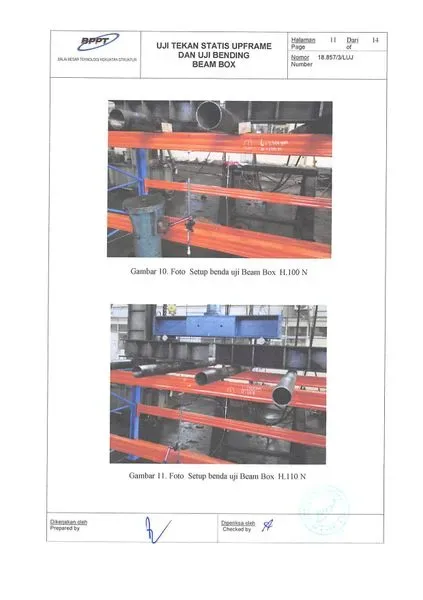 BPPT
BALAI BESAR TEKNOLOGI KEKUATAN STRUKTUR
UJI TEKAN STATIS UPFRAME
DAN UJI BENDING
BEAM BOX
Halaman 11 Dari 14
Page of
Nomor 18.857/3/LUJ
Number
Gambar 10. Foto Setup benda uji Beam Box H.100 N
Gambar 11. Foto Setup benda uji Beam Box H.110 N
Dikerjakan oleh
Prepared by
Diperiksa oleh
Checked by